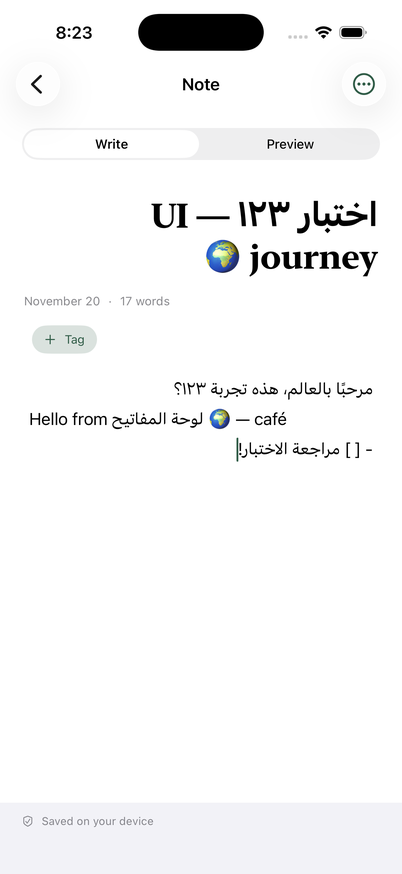 8:23
Note
Write
Preview
اختبار ١٢٣ — UI
journey 🌍
November 20 · 17 words
+ Tag
مرحبًا بالعالم، هذه تجربة ١٢٣؟
Hello from لوحة المفاتيح 🌍 — café
- [ ] مراجعة الاختبار!
Saved on your device